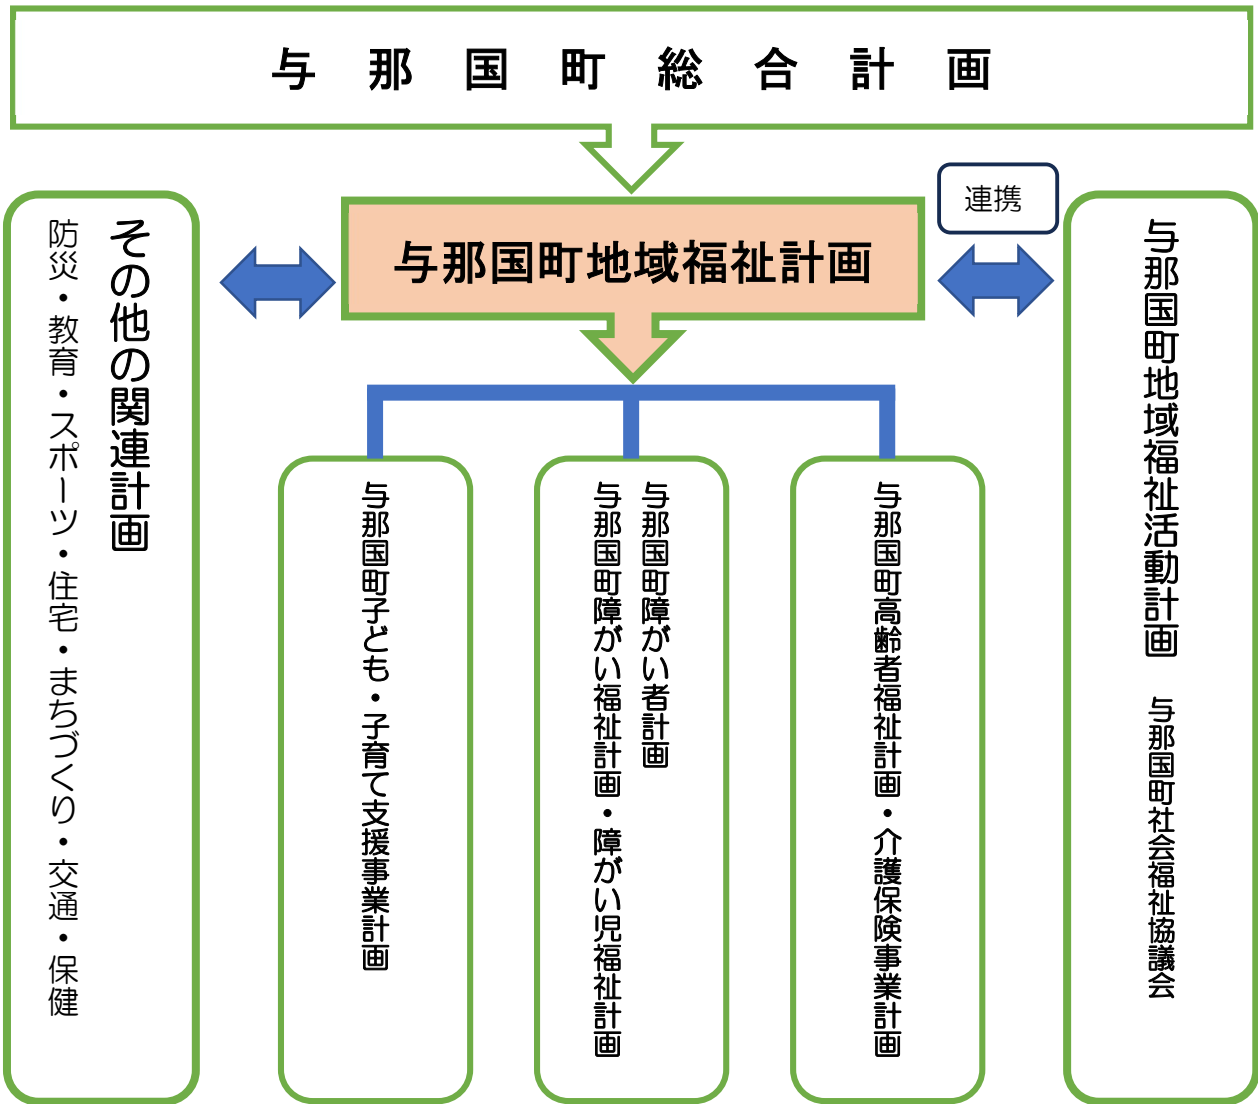 与那国町総合計画
連携
与那国町地域福祉計画
与那国町地域福祉活動計画　与那国町社会福祉協議会
与那国町高齢者福祉計画・介護保険事業計画
与那国町障がい者計画
与那国町障がい福祉計画・障がい児福祉計画
与那国町子ども・子育て支援事業計画
その他の関連計画
防災・教育・スポーツ・住宅・まちづくり・交通・保健